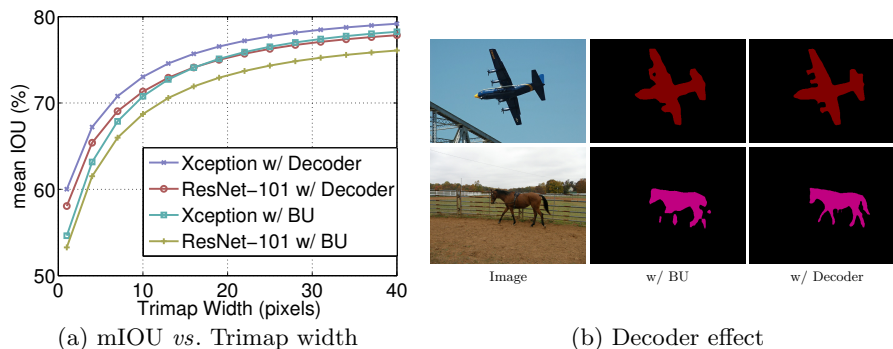 80
70
60
50
mean IOU (%)
Xception w/ Decoder
ResNet−101 w/ Decoder
Xception w/ BU
ResNet−101 w/ BU
0 10 20 30 40
Trimap Width (pixels)
(a) mIOU vs. Trimap width
Image w/ BU w/ Decoder
(b) Decoder effect